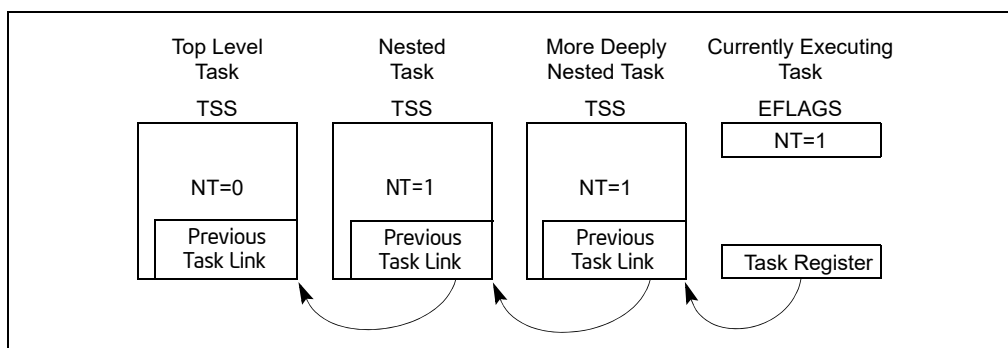 Top Level
Task
Nested
Task
More Deeply
Nested Task
Currently Executing
Task
TSS
TSS
TSS
EFLAGS
NT=1
NT=0
NT=1
NT=1
Previous
Task Link
Previous
Task Link
Previous
Task Link
Task Register